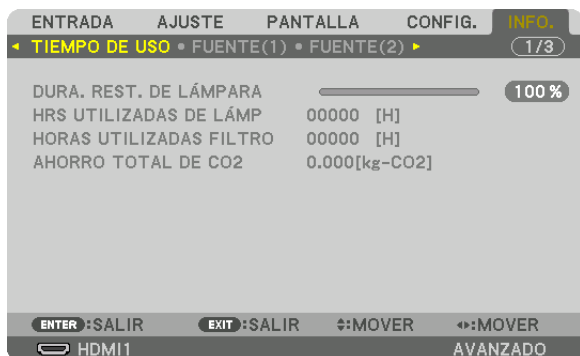 ENTRADA AJUSTE PANTALLA CONFIG. INFO.
◂ TIEMPO DE USO • FUENTE(1) • FUENTE(2) ▸ 1/3
DURA. REST. DE LÁMPARA 100 %
HRS UTILIZADAS DE LÁMP 00000 [H]
HORAS UTILIZADAS FILTRO 00000 [H]
AHORRO TOTAL DE CO2 0.000[kg-CO2]
ENTER :SALIR EXIT :SALIR ♦:MOVER ◂▸:MOVER
HDMI1 AVANZADO